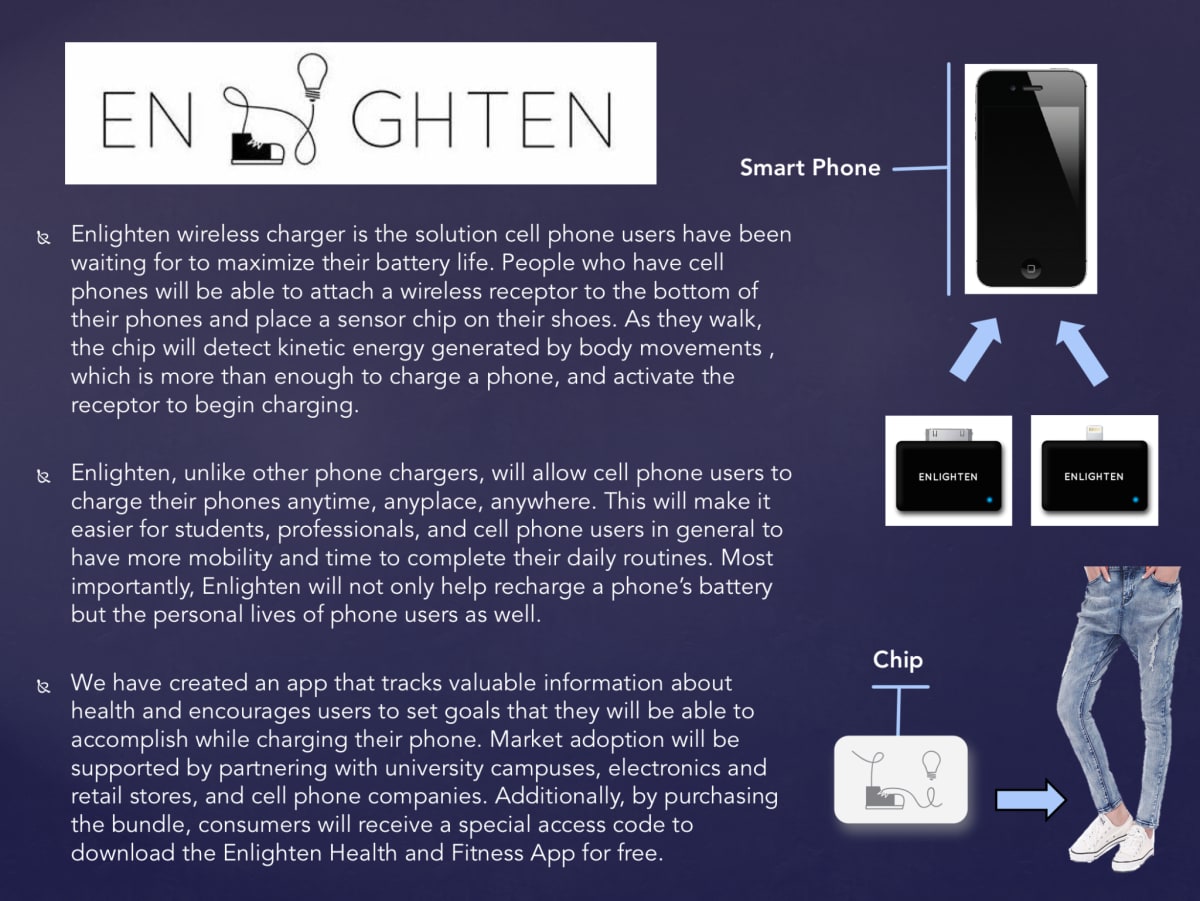 EN GHTEN
Smart Phone
Enlighten wireless charger is the solution cell phone users have been
waiting for to maximize their battery life. People who have cell
phones will be able to attach a wireless receptor to the bottom of
their phones and place a sensor chip on their shoes. As they walk,
the chip will detect kinetic energy generated by body movements ,
which is more than enough to charge a phone, and activate the
receptor to begin charging.
ENLIGHTEN
ENLIGHTEN
Enlighten, unlike other phone chargers, will allow cell phone users to
charge their phones anytime, anyplace, anywhere. This will make it
easier for students, professionals, and cell phone users in general to
have more mobility and time to complete their daily routines. Most
importantly, Enlighten will not only help recharge a phone’s battery
but the personal lives of phone users as well.
Chip
We have created an app that tracks valuable information about
health and encourages users to set goals that they will be able to
accomplish while charging their phone. Market adoption will be
supported by partnering with university campuses, electronics and
retail stores, and cell phone companies. Additionally, by purchasing
the bundle, consumers will receive a special access code to
download the Enlighten Health and Fitness App for free.